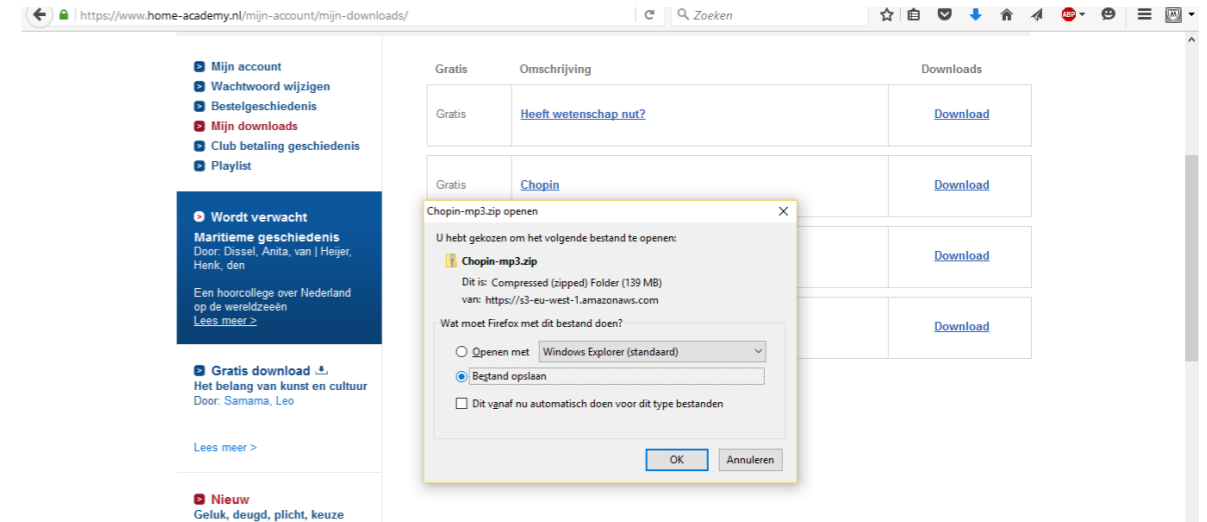 https://www.home-academy.nl/mijn-account/mijn-downloads/
Zoeken
ABP
Mijn account
Wachtwoord wijzigen
Bestelgeschiedenis
Mijn downloads
Club betaling geschiedenis
Playlist
Wordt verwacht
Maritieme geschiedenis
Door: Dissel, Anita, van | Heijer,
Henk, den
Een hoorcollege over Nederland
op de wereldzeeën
Lees meer >
Gratis download
Het belang van kunst en cultuur
Door: Samama, Leo
Lees meer >
Nieuw
Geluk, deugd, plicht, keuze
Gratis Omschrijving Downloads
Gratis Heeft wetenschap nut? Download
Gratis Chopin Download
Download
Download
Chopin-mp3.zip openen
U hebt gekozen om het volgende bestand te openen:
Chopin-mp3.zip
Dit is: Compressed (zipped) Folder (139 MB)
van: https://s3-eu-west-1.amazonaws.com
Wat moet Firefox met dit bestand doen?
Openen met Windows Explorer (standaard)
Bestand opslaan
Dit vanaf nu automatisch doen voor dit type bestanden
OK Annuleren